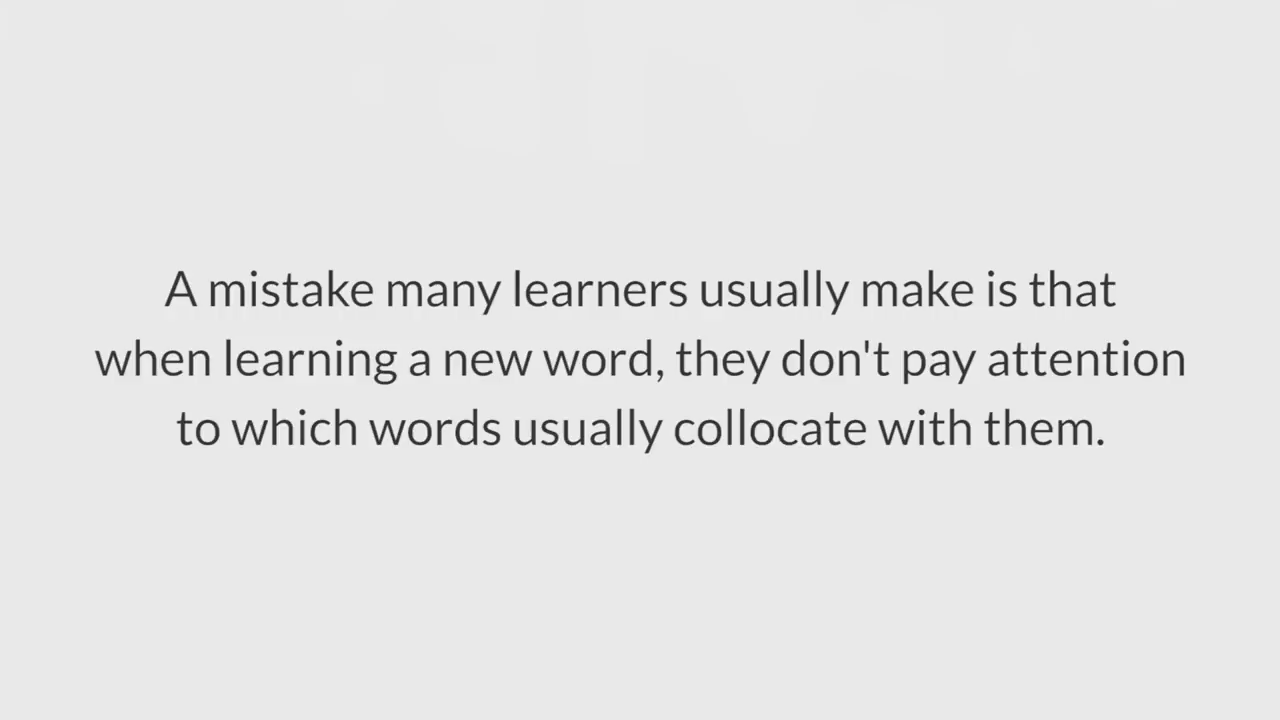 A mistake many learners usually make is that
when learning a new word, they don't pay attention
to which words usually collocate with them.